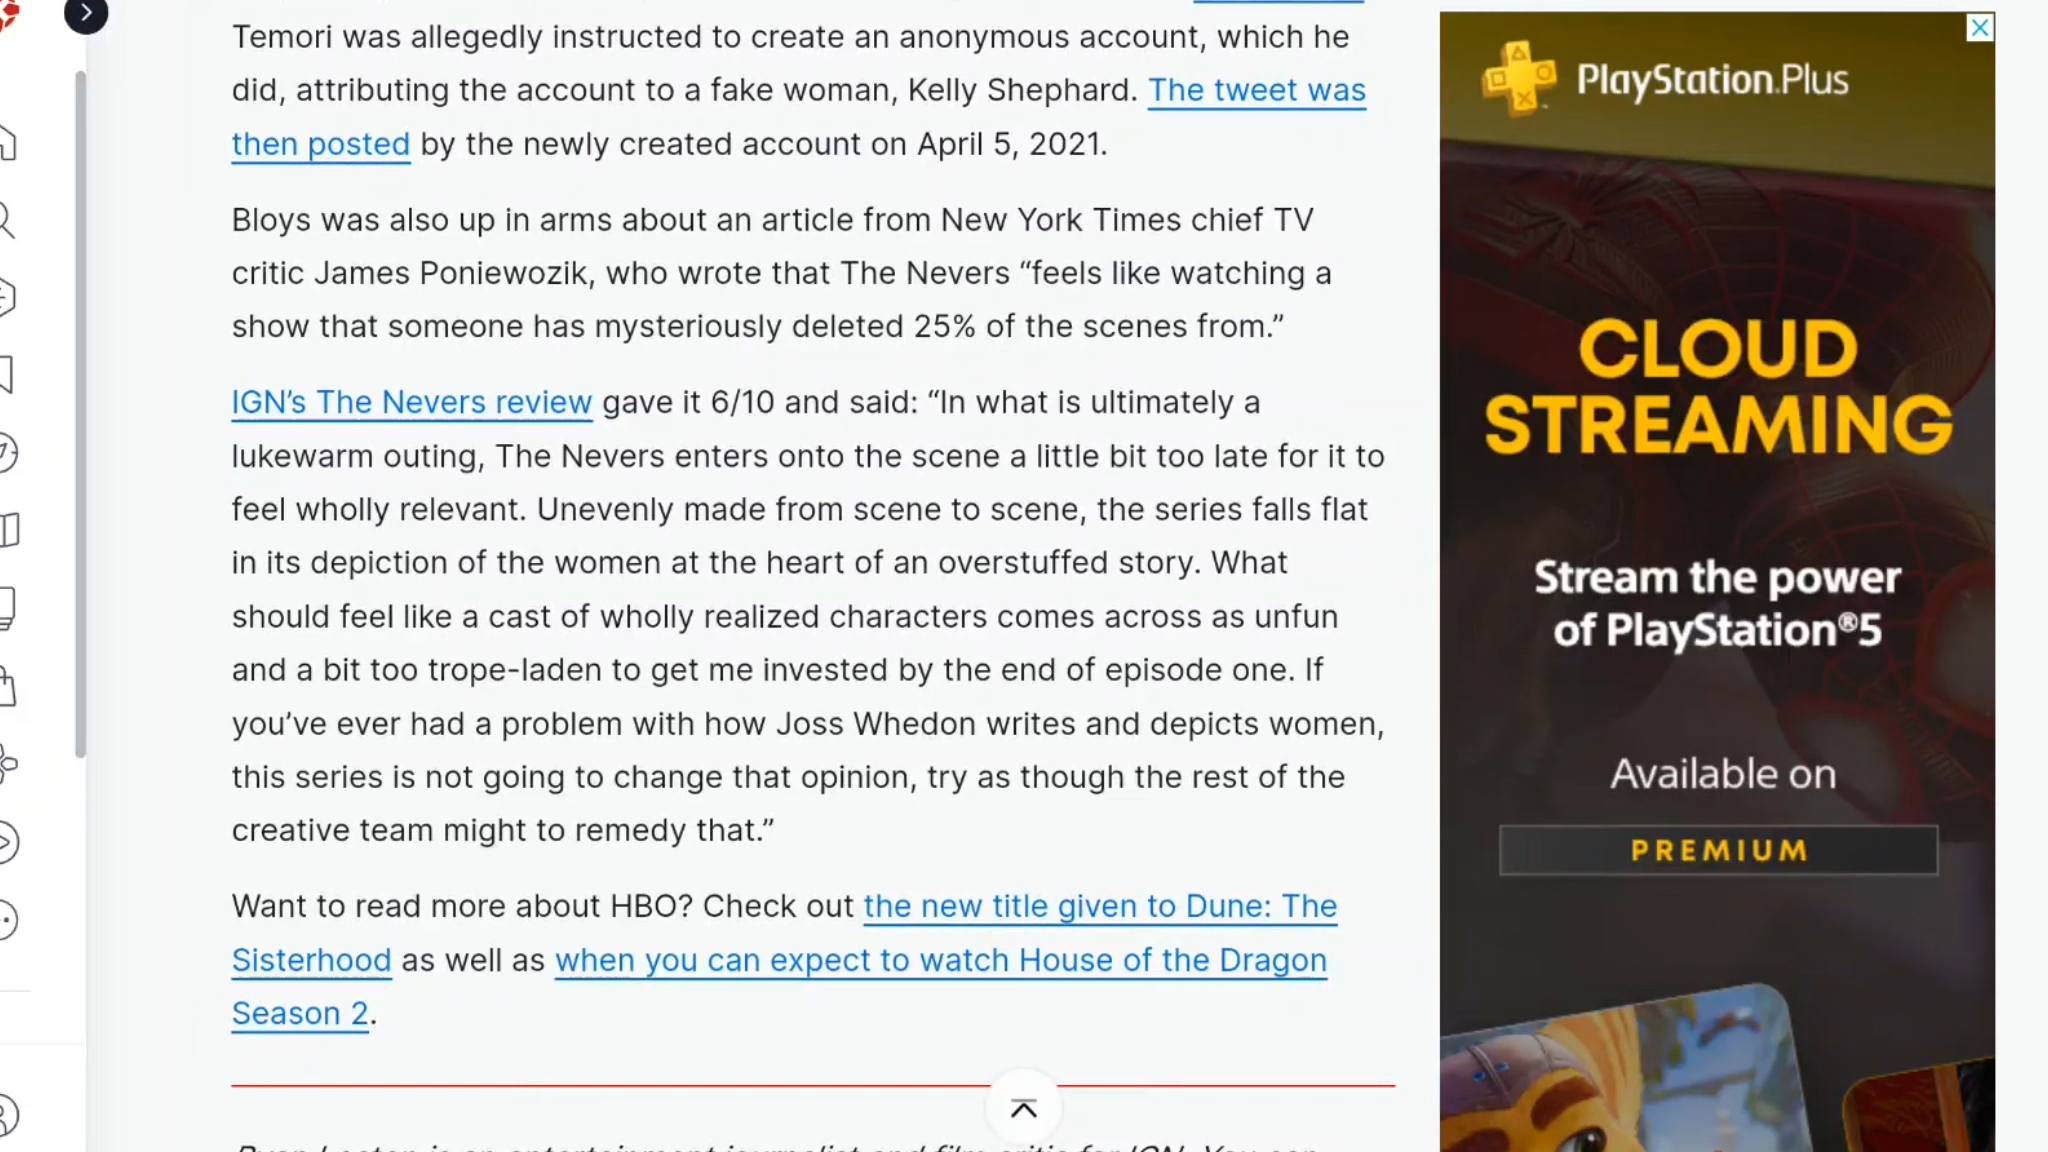 Temori was allegedly instructed to create an anonymous account, which he
did, attributing the account to a fake woman, Kelly Shephard. The tweet was
then posted by the newly created account on April 5, 2021.
Bloys was also up in arms about an article from New York Times chief TV
critic James Poniewozik, who wrote that The Nevers “feels like watching a
show that someone has mysteriously deleted 25% of the scenes from.”
IGN’s The Nevers review gave it 6/10 and said: “In what is ultimately a
lukewarm outing, The Nevers enters onto the scene a little bit too late for it to
feel wholly relevant. Unevenly made from scene to scene, the series falls flat
in its depiction of the women at the heart of an overstuffed story. What
should feel like a cast of wholly realized characters comes across as unfun
and a bit too trope-laden to get me invested by the end of episode one. If
you’ve ever had a problem with how Joss Whedon writes and depicts women,
this series is not going to change that opinion, try as though the rest of the
creative team might to remedy that.”
Want to read more about HBO? Check out the new title given to Dune: The
Sisterhood as well as when you can expect to watch House of the Dragon
Season 2.
PlayStation.Plus
CLOUD
STREAMING
Stream the power
of PlayStation®5
Available on
PREMIUM